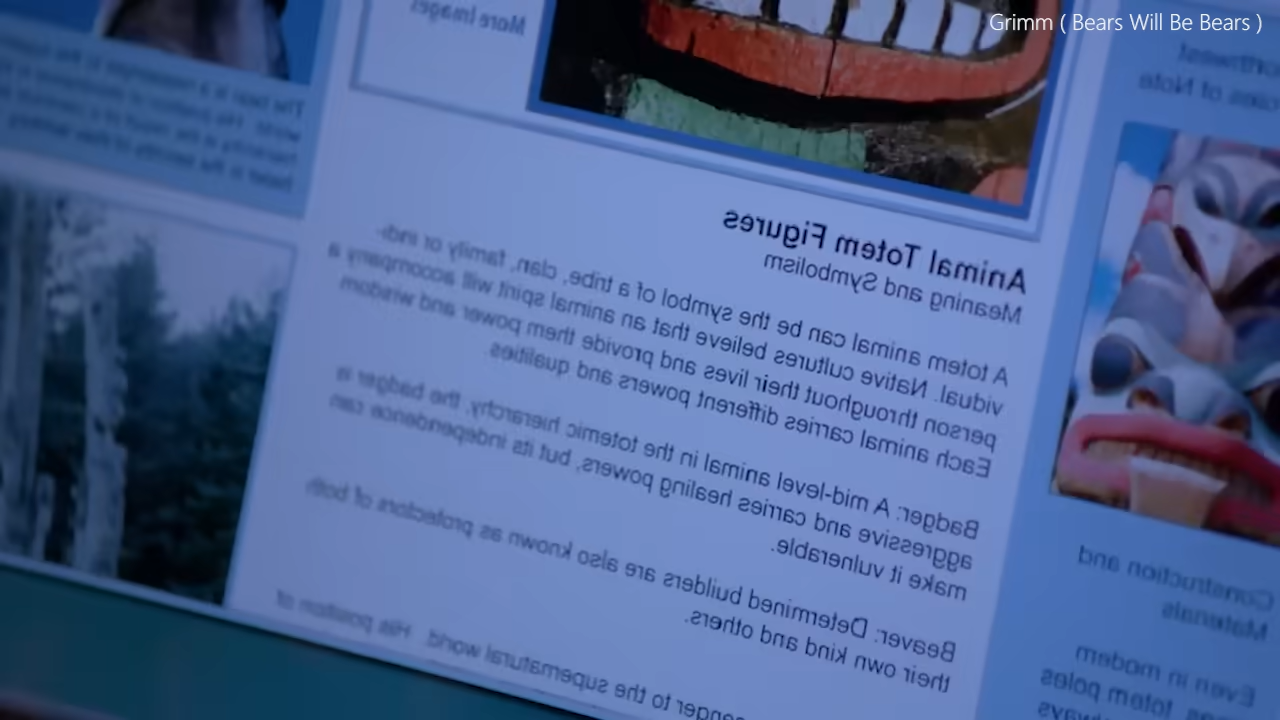 Grimm ( Bears Will Be Bears )
More Images
Animal Totem Figures
Meaning and Symbolism
A totem animal can be the symbol of a tribe, clan, family or indi-
vidual. Native cultures believe that an animal spirit will accompany a
person throughout their lives and provide them power and wisdom
Each animal carries different powers and qualities.
Badger: A mid-level animal in the totemic hierarchy, the badger is
aggressive and carries healing powers, but its independence can
make it vulnerable.
Beaver: Determined builders are also known as protectors of both
their own kind and others.
enger to the supernatural world. His position of
of Note
Construction and
Materials
Even in modern
totem poles